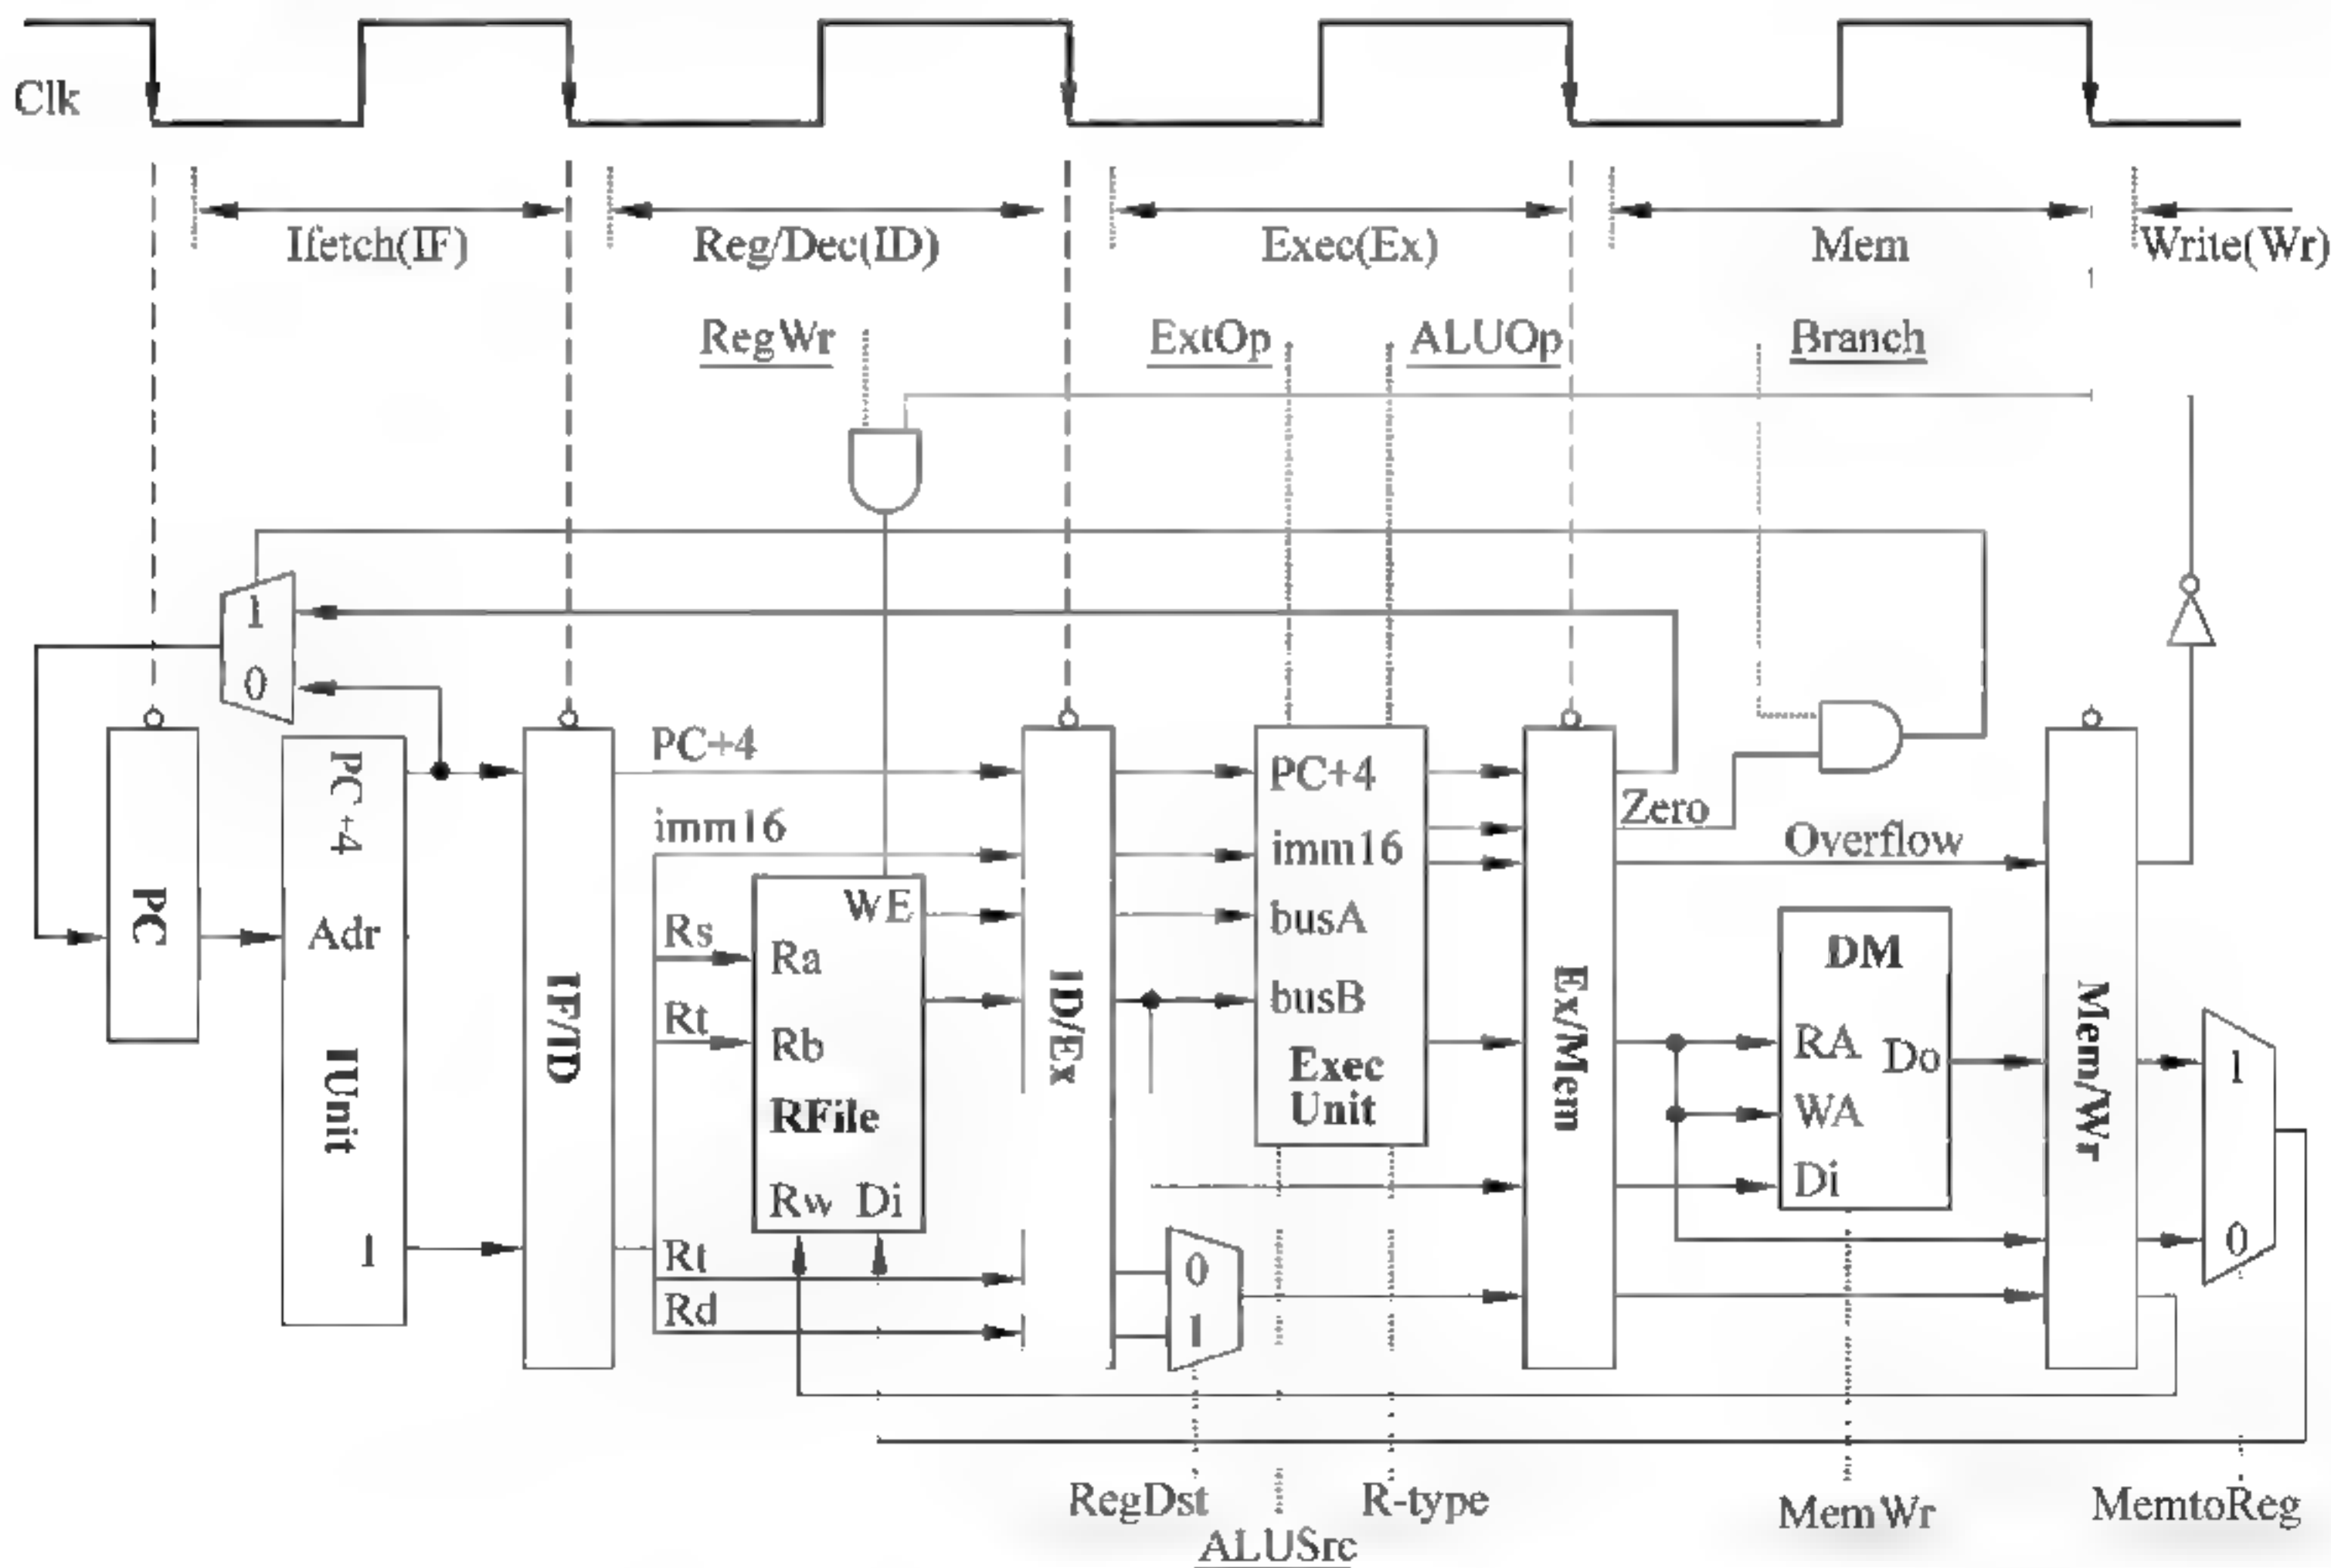 Clk
Ifetch(IF)
Reg/Dec(ID)
Exec(Ex)
Mem
Write(Wr)
RegWr
ExtOp
ALUOp
Branch
1
0
PC+4
PC
Adr
IUnit
I
IF/ID
PC+4
imm16
Rs
Rt
WE
Ra
Rb
RFile
Rw Di
Rt
Rd
ID/Ex
PC+4
imm16
busA
busB
Exec
Unit
0
1
Ex/Mem
Zero
Overflow
DM
RA
Do
WA
Di
Mem/Wr
1
0
RegDst
ALUSrc
R-type
MemWr
MemtoReg